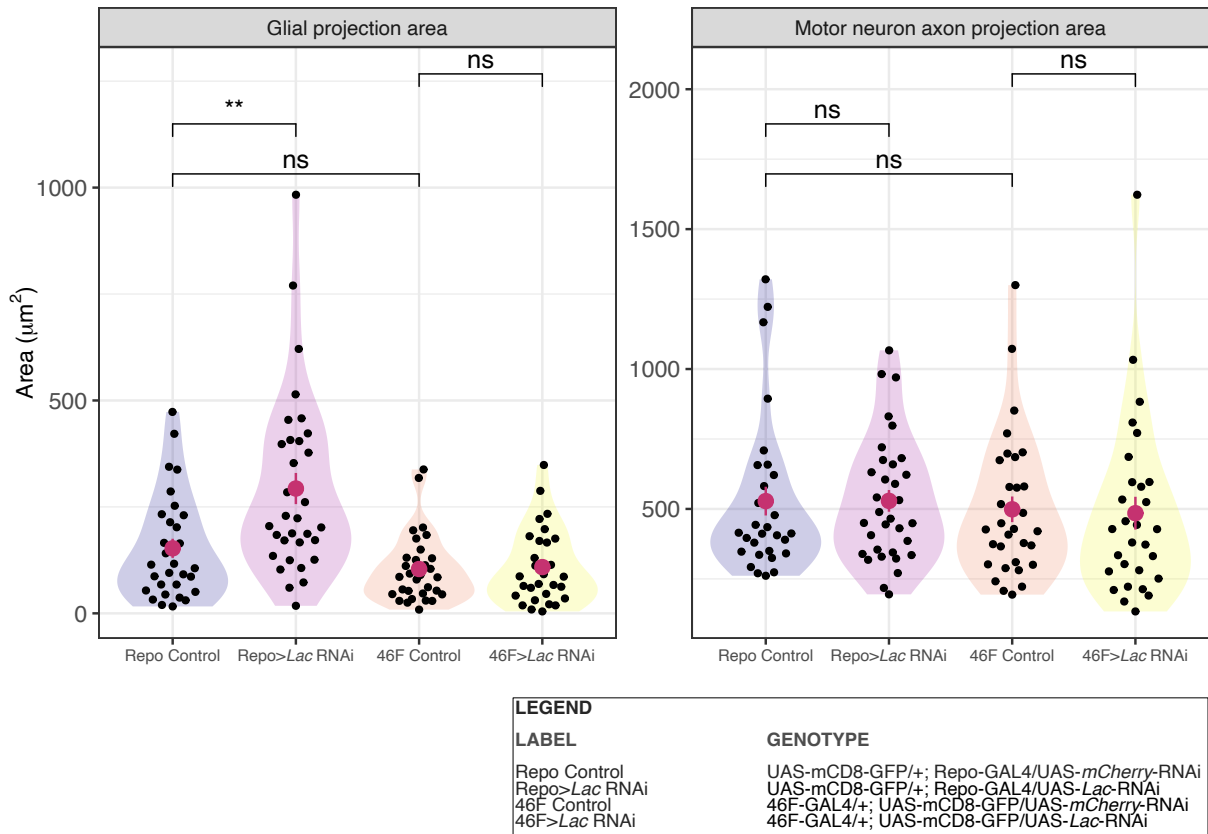 Glial projection area
Motor neuron axon projection area
Area (μm²)
1000
500
0
**
ns
ns
Repo Control
Repo>Lac RNAi
46F Control
46F>Lac RNAi
2000
1500
1000
500
ns
ns
ns
Repo Control
Repo>Lac RNAi
46F Control
46F>Lac RNAi
LEGEND
LABEL GENOTYPE
Repo Control UAS-mCD8-GFP/+; Repo-GAL4/UAS-mCherry-RNAi
Repo>Lac RNAi UAS-mCD8-GFP/+; Repo-GAL4/UAS-Lac-RNAi
46F Control 46F-GAL4/+; UAS-mCD8-GFP/UAS-mCherry-RNAi
46F>Lac RNAi 46F-GAL4/+; UAS-mCD8-GFP/UAS-Lac-RNAi